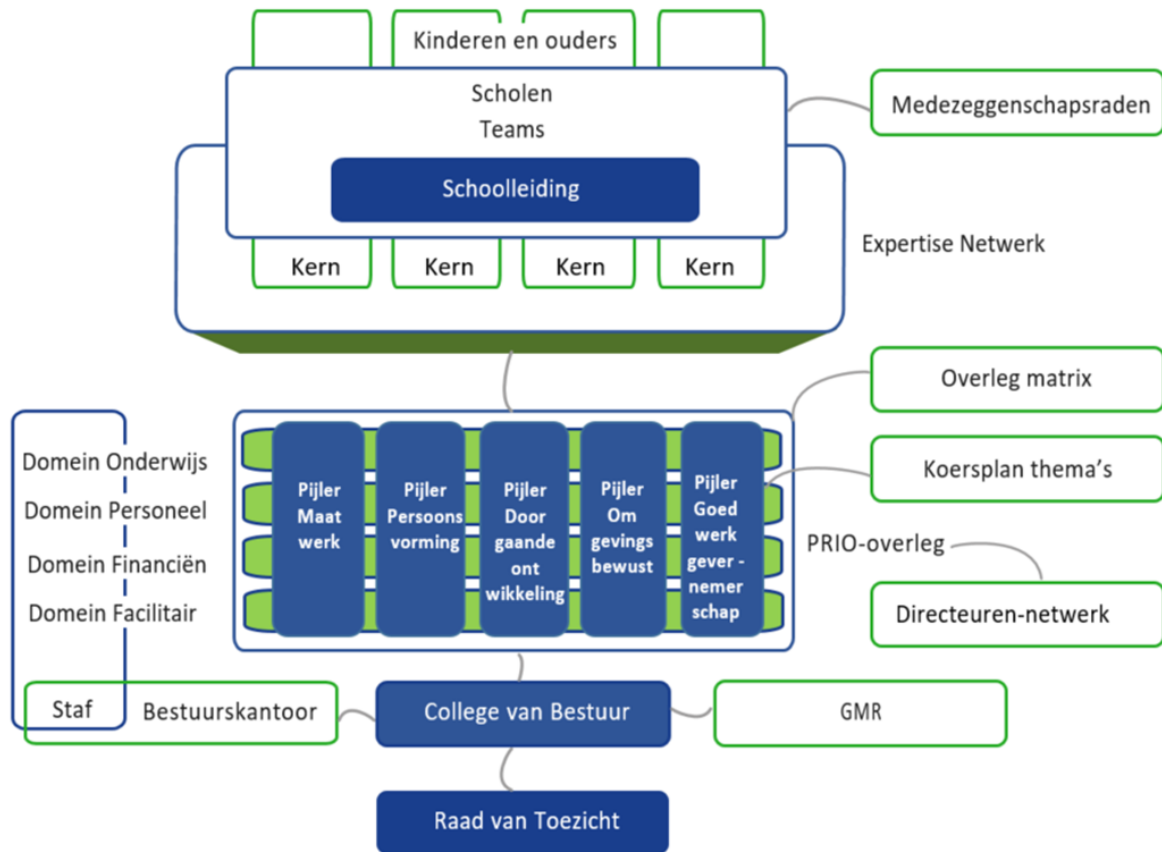 Kinderen en ouders
Scholen
Teams
Medezeggenschapsraden
Schoolleiding
Expertise Netwerk
Kern
Kern
Kern
Kern
Overleg matrix
Koersplan thema's
Domein Onderwijs
Domein Personeel
Domein Financiën
Domein Facilitair
Pijler
Maat
werk
Pijler
Persoons
vorming
Pijler
Door
gaande
ont
wikkeling
Pijler
Om
gevings
bewust
Pijler
Goed
werk
gever -
nemer
schap
PRIO-overleg
Directeuren-netwerk
Staf
Bestuurskantoor
College van Bestuur
GMR
Raad van Toezicht